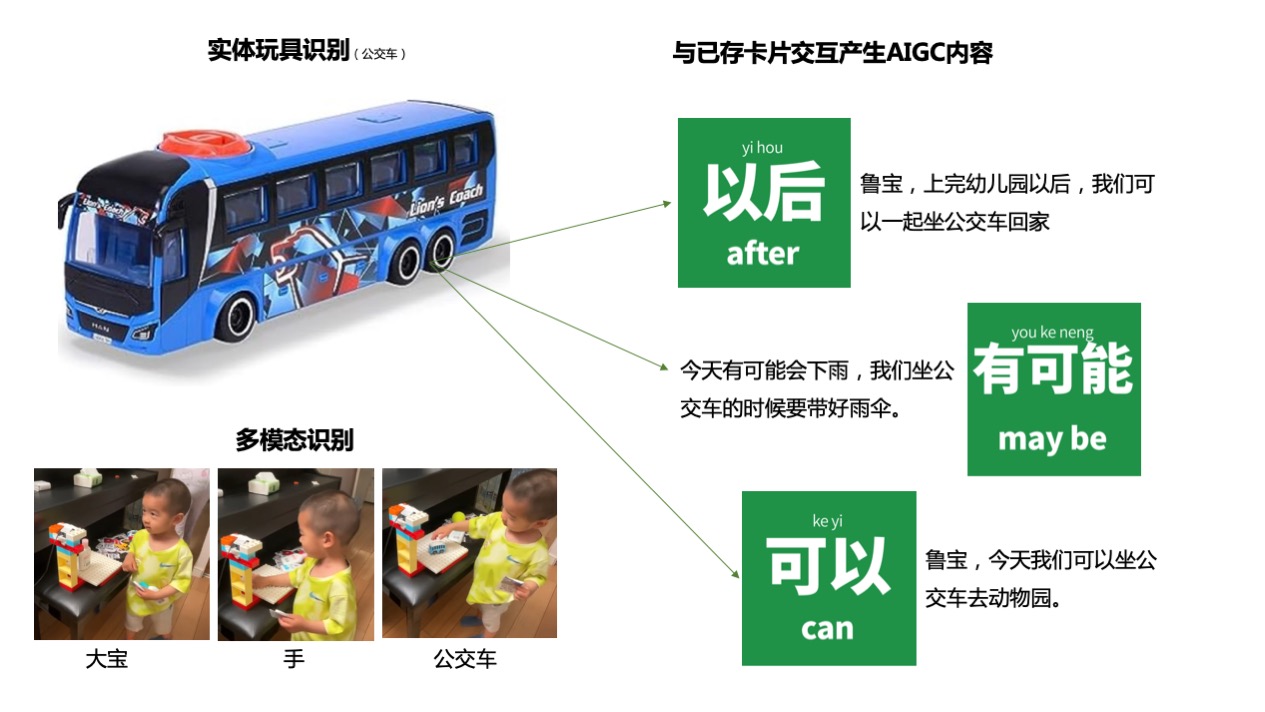 实体玩具识别（公交车）
与已存卡片交互产生AIGC内容
Lion's Coach
Lion's Coach
MAN
yi hou
以后
after
鲁宝，上完幼儿园以后，我们可
以一起坐公交车回家
今天有可能会下雨，我们坐公
交车的时候要带好雨伞。
you ke neng
有可能
may be
多模态识别
大宝
手
公交车
ke yi
可以
can
鲁宝，今天我们可以坐公
交车去动物园。